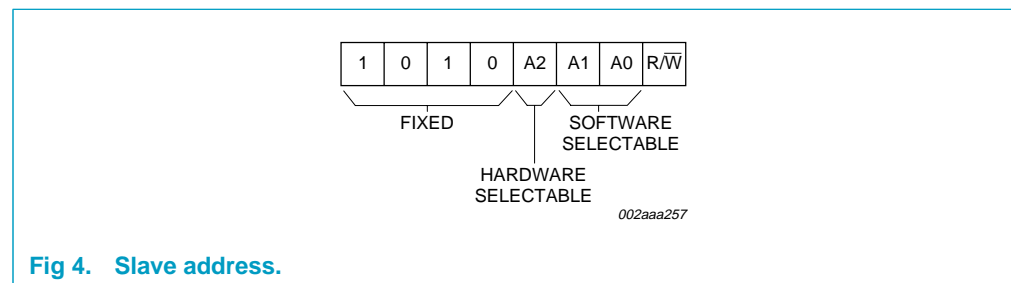 1 0 1 0 A2 A1 A0 R/W̅
FIXED SOFTWARE
SELECTABLE
HARDWARE
SELECTABLE
002aaa257
Fig 4. Slave address.